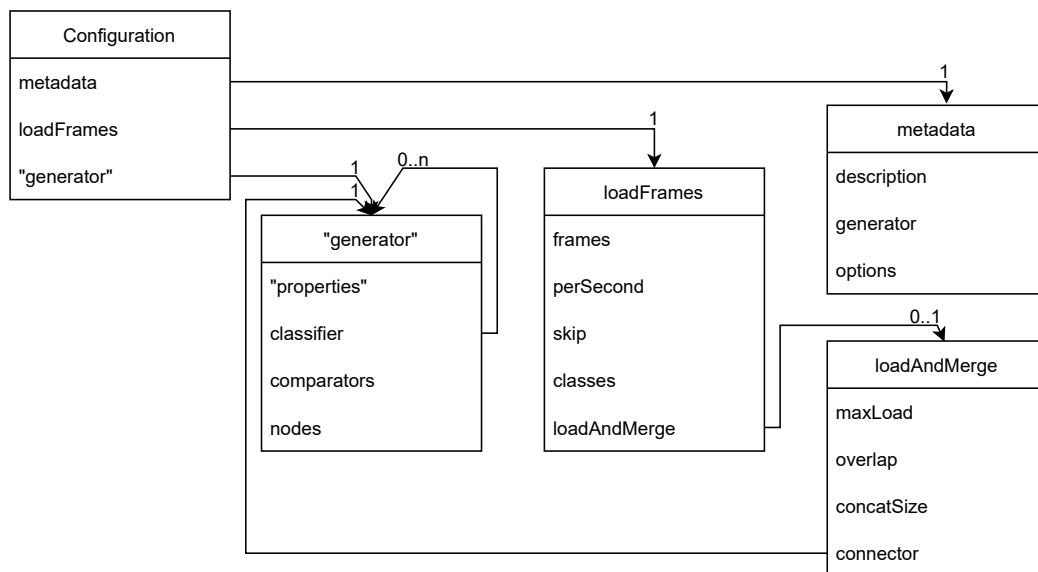 Configuration
metadata
loadFrames
"generator"
1
1
1
1
0..n
"generator"
"properties"
classifier
comparators
nodes
loadFrames
frames
perSecond
skip
classes
loadAndMerge
metadata
description
generator
options
0..1
loadAndMerge
maxLoad
overlap
concatSize
connector